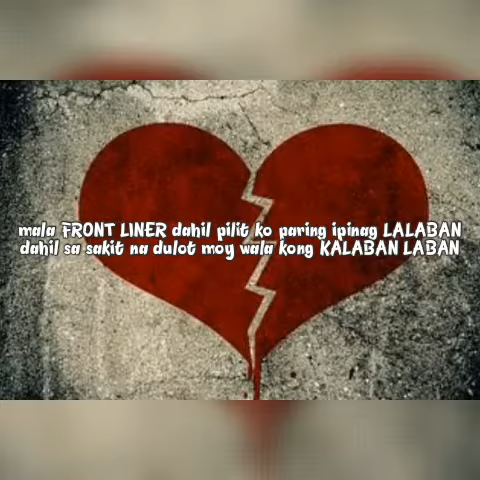 mala FRONT LINER dahil pilit ko paring ipinag LALABAN
dahil sa sakit na dulot moy wala kong KALABAN LABAN